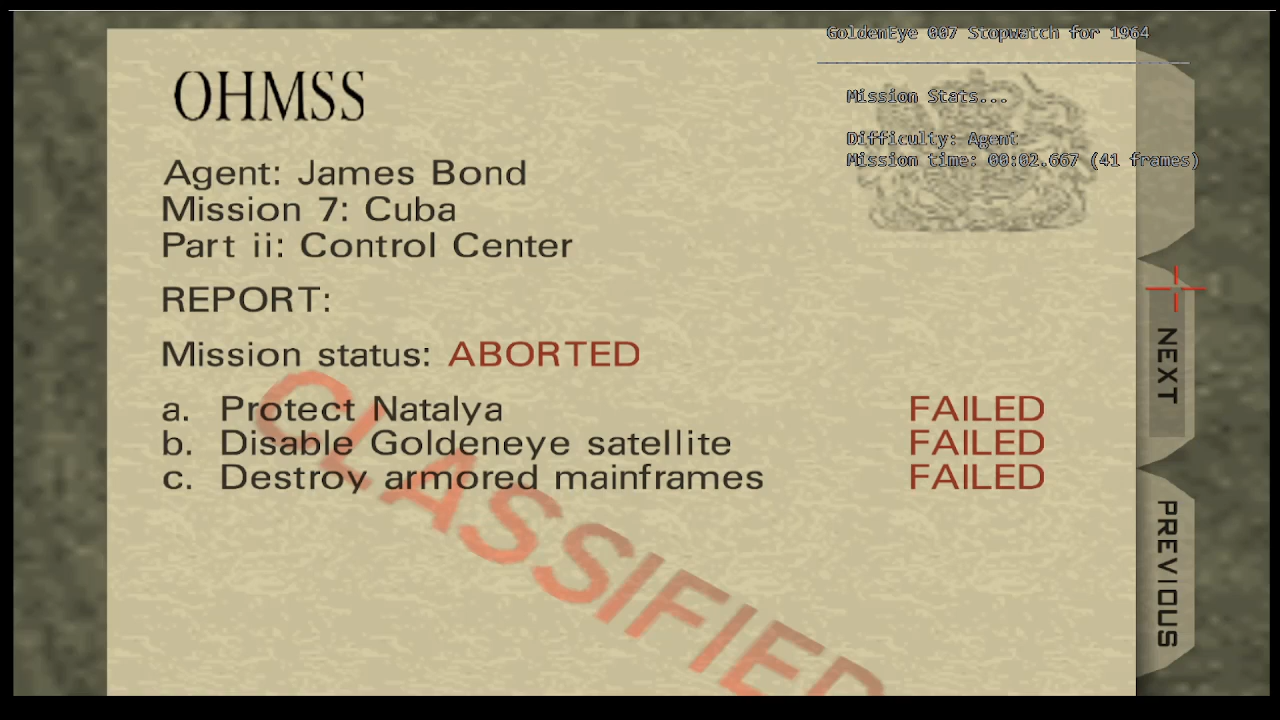 GoldenEye 007 Stopwatch for 1964
OHMSS
Mission Stats...
Difficulty: Agent
Mission time: 00:02.667 (41 frames)
Agent: James Bond
Mission 7: Cuba
Part ii: Control Center
REPORT:
Mission status: ABORTED
a. Protect Natalya FAILED
b. Disable Goldeneye satellite FAILED
c. Destroy armored mainframes FAILED
CLASSIFIED
NEXT
PREVIOUS